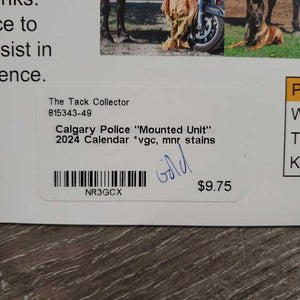 nks.
ce to
sist in
ence.
P
W
T
K
The Tack Collector
815343-49
Calgary Police "Mounted Unit"
2024 Calendar *vgc, mnr stains
Gold
NR3GCX
$9.75